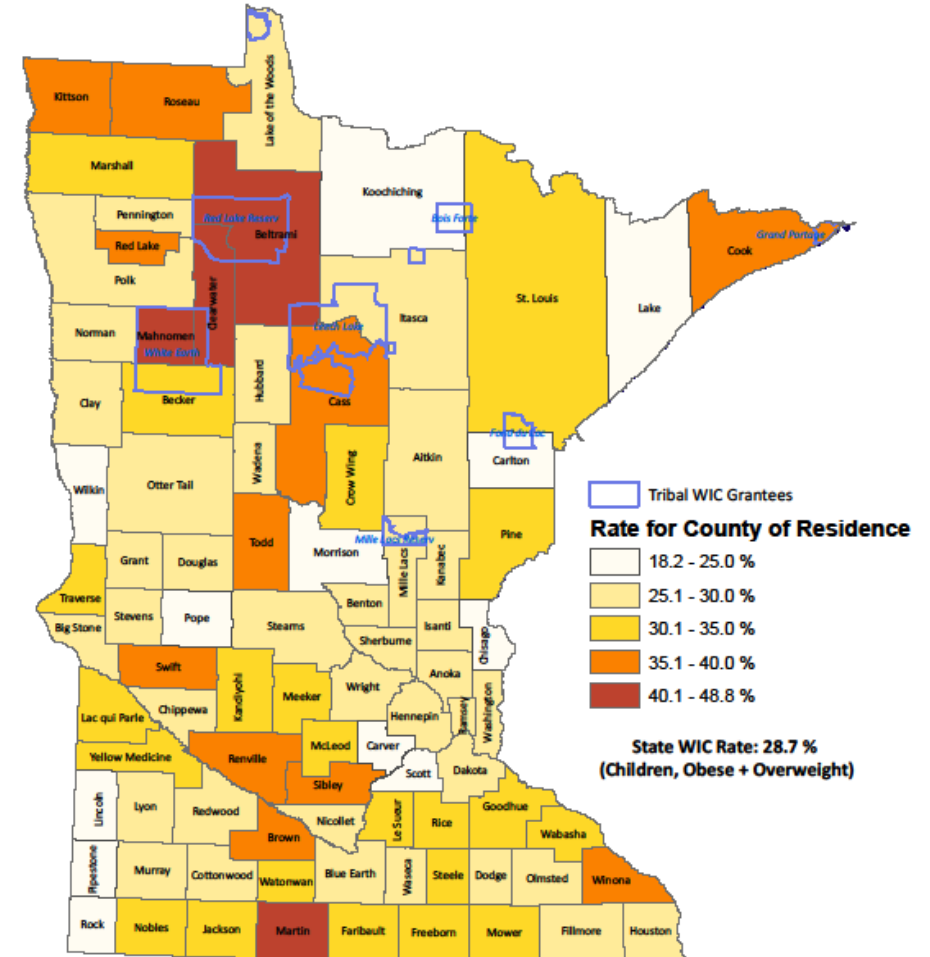 Kittson
Roseau
Lake of the Woods
Marshall
Koochiching
Pennington
Red Lake Reserv
Bois Forte
Beltrami
Red Lake
Grand Portage
Cook
Polk
Clearwater
St. Louis
Lake
Itasca
Leech Lake
Norman
Mahnomen
White Earth
Hubbard
Becker
Cass
Clay
Fond du Lac
Aitkin
Carlton
Wadena
Crow Wing
Otter Tail
Wilkin
Tribal WIC Grantees
Rate for County of Residence
18.2 - 25.0 %
25.1 - 30.0 %
30.1 - 35.0 %
35.1 - 40.0 %
40.1 - 48.8 %
State WIC Rate: 28.7 %
(Children, Obese + Overweight)
Pine
Todd
Mille Lacs Reserv
Morrison
Grant
Douglas
Mille Lacs
Kanabec
Traverse
Benton
Stevens
Pope
Big Stone
Stearns
Isanti
Sherburne
Chisago
Swift
Anoka
Wright
Kandiyohi
Meeker
Chippewa
Lac qui Parle
Hennepin
Ramsey
Washington
McLeod
Carver
Yellow Medicine
Renville
Scott
Dakota
Sibley
Lincoln
Lyon
Redwood
Nicollet
Le Sueur
Rice
Goodhue
Brown
Wabasha
Pipestone
Murray
Cottonwood
Watonwan
Blue Earth
Waseca
Steele
Dodge
Olmsted
Winona
Rock
Nobles
Jackson
Martin
Faribault
Freeborn
Mower
Fillmore
Houston